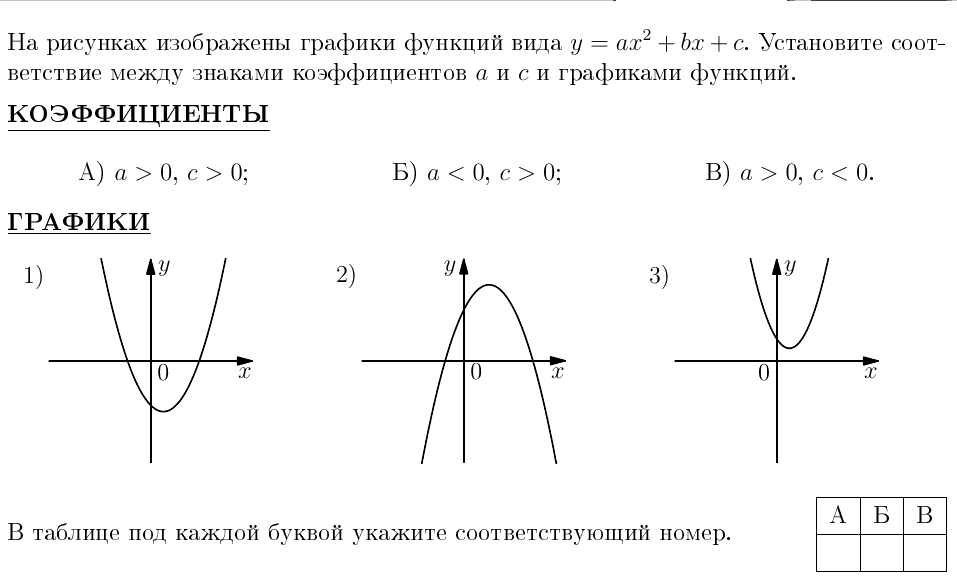 На рисунках изображены графики функций вида y = ax² + bx + c. Установите соот-
ветствие между знаками коэффициентов a и c и графиками функций.
КОЭФФИЦИЕНТЫ
А) a > 0, c > 0; Б) a < 0, c > 0; В) a > 0, c < 0.
ГРАФИКИ
1) y 0 x
2) y 0 x
3) y 0 x
В таблице под каждой буквой укажите соответствующий номер.
А Б В